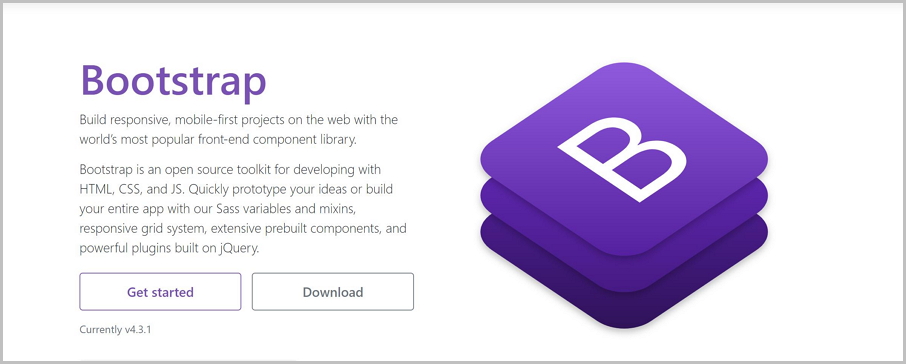 Bootstrap
Build responsive, mobile-first projects on the web with the
world's most popular front-end component library.
Bootstrap is an open source toolkit for developing with
HTML, CSS, and JS. Quickly prototype your ideas or build
your entire app with our Sass variables and mixins,
responsive grid system, extensive prebuilt components, and
powerful plugins built on jQuery.
Get started
Download
Currently v4.3.1
B